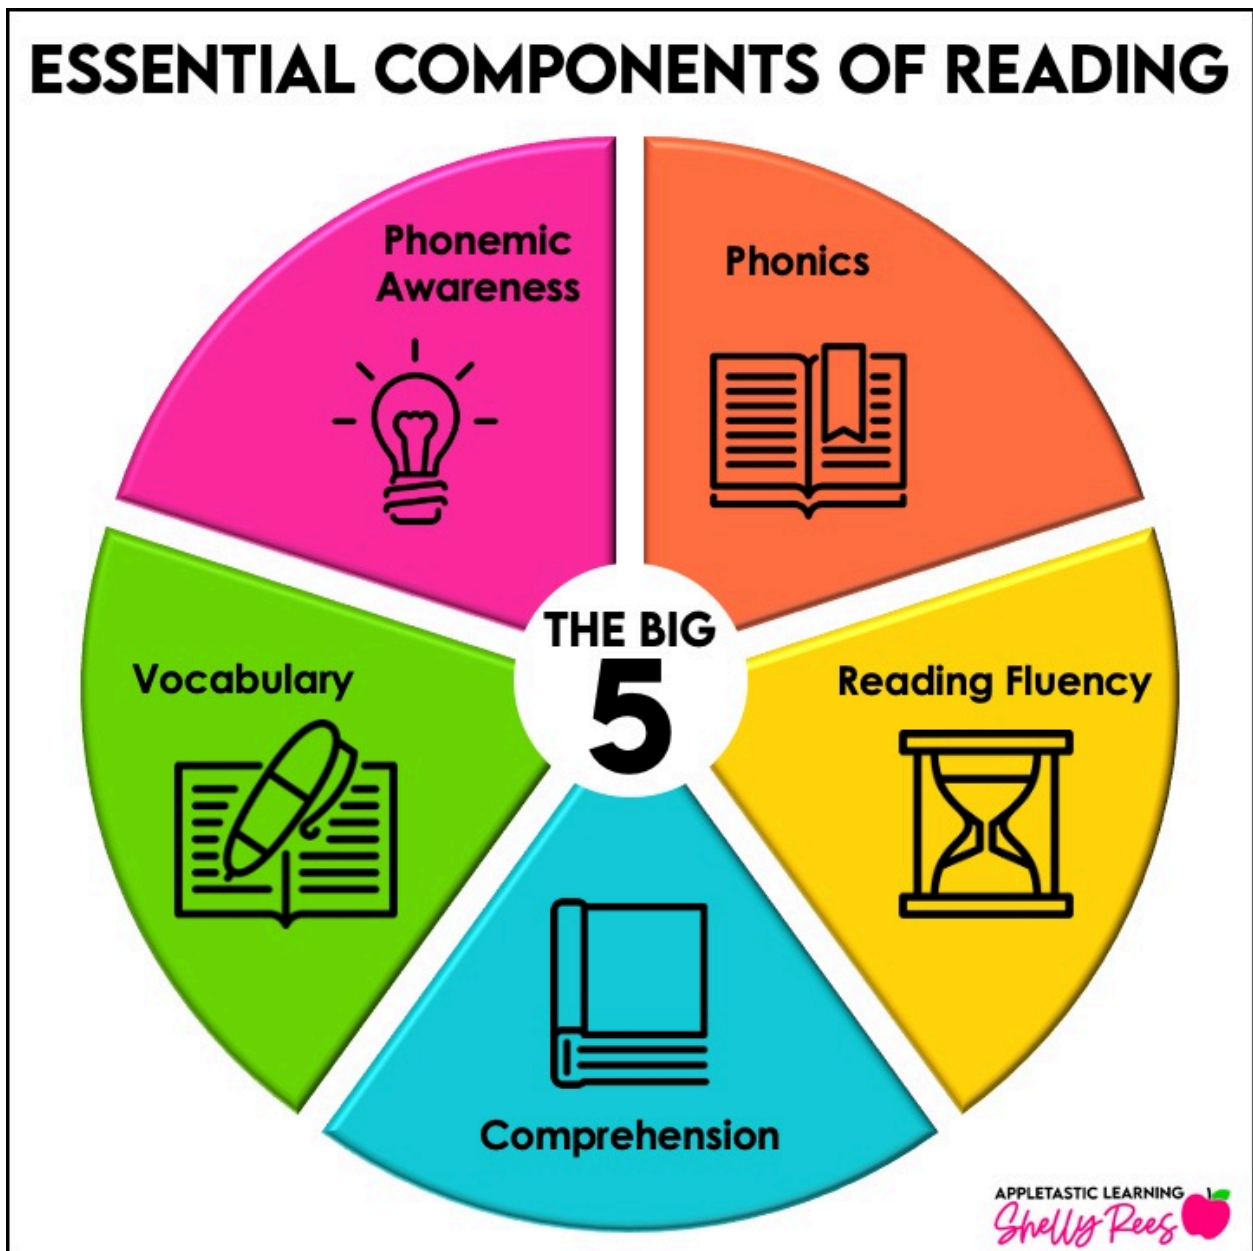 ESSENTIAL COMPONENTS OF READING
Phonemic
Awareness
Phonics
Vocabulary
THE BIG
5
Reading Fluency
Comprehension
APPLETASTIC LEARNING
Shelly Rees